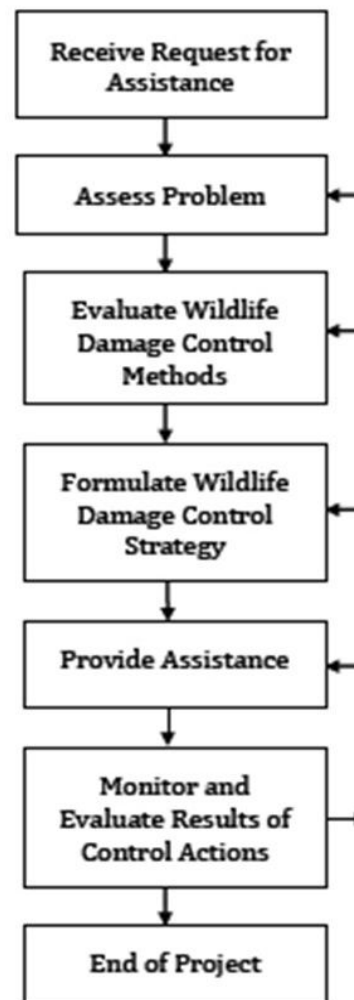 Receive Request for
Assistance
Assess Problem
Evaluate Wildlife
Damage Control
Methods
Formulate Wildlife
Damage Control
Strategy
Provide Assistance
Monitor and
Evaluate Results of
Control Actions
End of Project